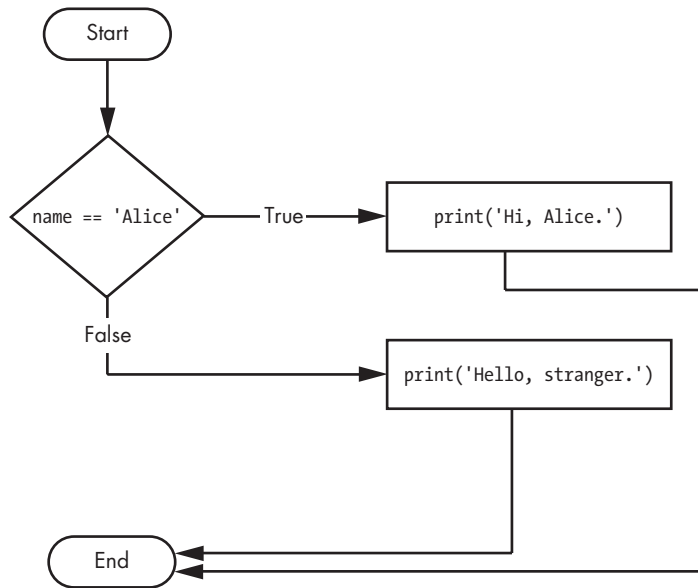 Start
name == 'Alice'
True
print('Hi, Alice.')
False
print('Hello, stranger.')
End